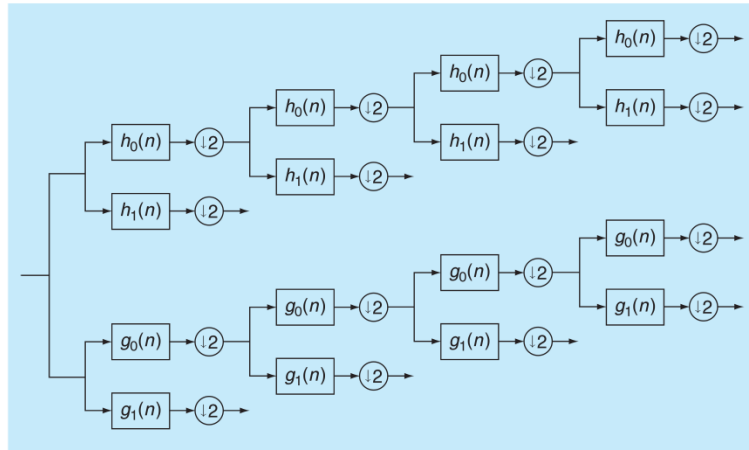 h₀(n) ↓2
h₀(n) ↓2
h₀(n) ↓2 h₁(n) ↓2
h₀(n) ↓2 h₁(n) ↓2
h₁(n) ↓2
h₁(n) ↓2
g₀(n) ↓2
g₀(n) ↓2
g₀(n) ↓2 g₁(n) ↓2
g₀(n) ↓2 g₁(n) ↓2
g₁(n) ↓2
g₁(n) ↓2